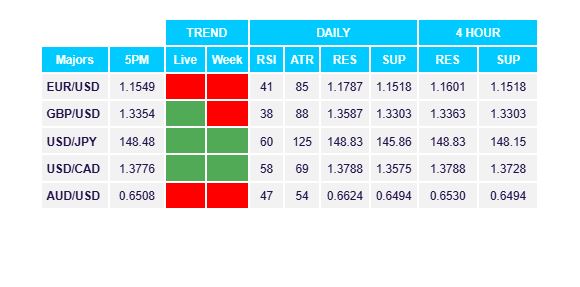 TREND DAILY 4 HOUR
Majors 5PM Live Week RSI ATR RES SUP RES SUP
EUR/USD 1.1549 41 85 1.1787 1.1518 1.1601 1.1518
GBP/USD 1.3354 38 88 1.3587 1.3303 1.3363 1.3303
USD/JPY 148.48 60 125 148.83 145.86 148.83 148.15
USD/CAD 1.3776 58 69 1.3788 1.3575 1.3788 1.3728
AUD/USD 0.6508 47 54 0.6624 0.6494 0.6530 0.6494